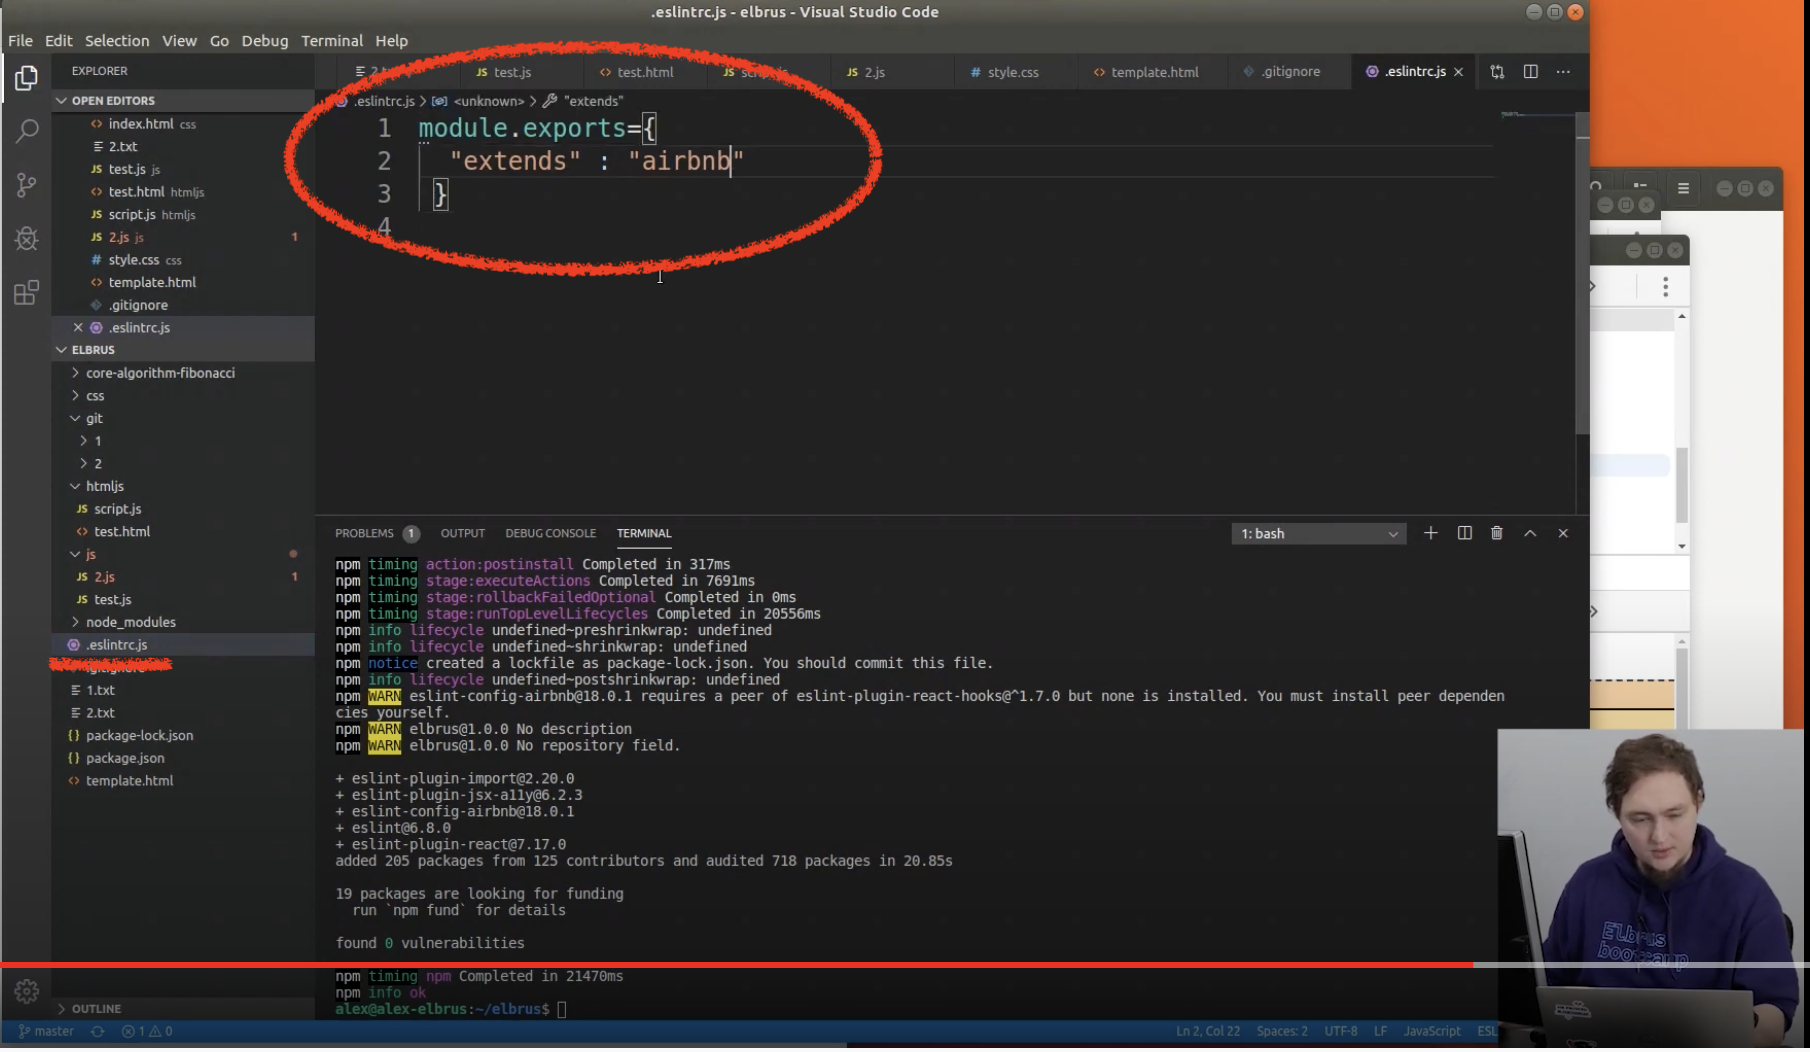 .eslintrc.js - elbrus - Visual Studio Code
File Edit Selection View Go Debug Terminal Help
EXPLORER
test.js
test.html
2.js
style.css
template.html
.gitignore
.eslintrc.js
OPEN EDITORS
index.html css
2.txt
test.js js
test.html htmljs
script.js htmljs
2.js js 1
style.css css
template.html
.gitignore
.eslintrc.js
ELBRUS
core-algorithm-fibonacci
css
git
1
2
htmljs
script.js
test.html
js
2.js 1
test.js
node_modules
.eslintrc.js
1.txt
2.txt
package-lock.json
package.json
template.html
OUTLINE
.eslintrc.js > <unknown> > "extends"
1 module.exports={
2 "extends" : "airbnb"
3 }
4
PROBLEMS 1 OUTPUT DEBUG CONSOLE TERMINAL 1: bash
npm timing action:postinstall Completed in 317ms
npm timing stage:executeActions Completed in 7691ms
npm timing stage:rollbackFailedOptional Completed in 0ms
npm timing stage:runTopLevelLifecycles Completed in 20556ms
npm info lifecycle undefined~preshrinkwrap: undefined
npm info lifecycle undefined~shrinkwrap: undefined
npm notice created a lockfile as package-lock.json. You should commit this file.
npm info lifecycle undefined~postshrinkwrap: undefined
npm WARN eslint-config-airbnb@18.0.1 requires a peer of eslint-plugin-react-hooks@^1.7.0 but none is installed. You must install peer dependen
cies yourself.
npm WARN elbrus@1.0.0 No description
npm WARN elbrus@1.0.0 No repository field.
+ eslint-plugin-import@2.20.0
+ eslint-plugin-jsx-a11y@6.2.3
+ eslint-config-airbnb@18.0.1
+ eslint@6.8.0
+ eslint-plugin-react@7.17.0
added 205 packages from 125 contributors and audited 718 packages in 20.85s
19 packages are looking for funding
run `npm fund` for details
found 0 vulnerabilities
npm timing npm Completed in 21470ms
npm info ok
alex@alex-elbrus:~/elbrus$
Elbrus
bootcamp
master 1 0 Ln 2, Col 22 Spaces: 2 UTF-8 LF JavaScript ESL